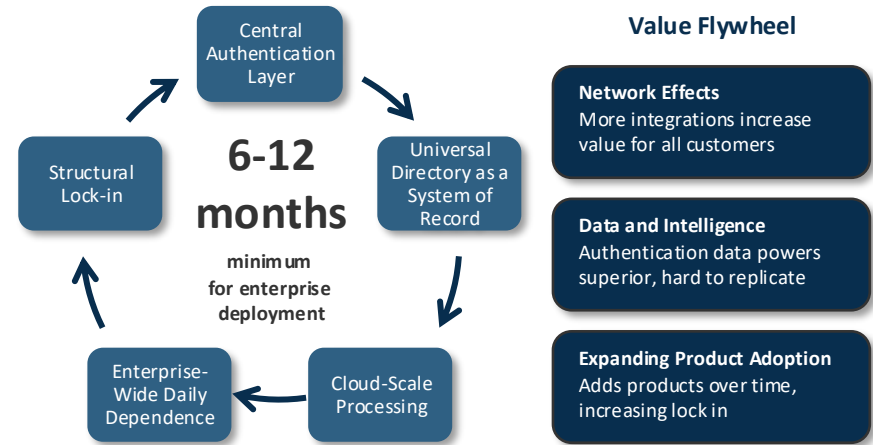 Central
Authentication
Layer
Universal
Directory as a
System of
Record
Cloud-Scale
Processing
Enterprise-
Wide Daily
Dependence
Structural
Lock-in
6-12
months
minimum
for enterprise
deployment
Value Flywheel
Network Effects
More integrations increase
value for all customers
Data and Intelligence
Authentication data powers
superior, hard to replicate
Expanding Product Adoption
Adds products over time,
increasing lock in